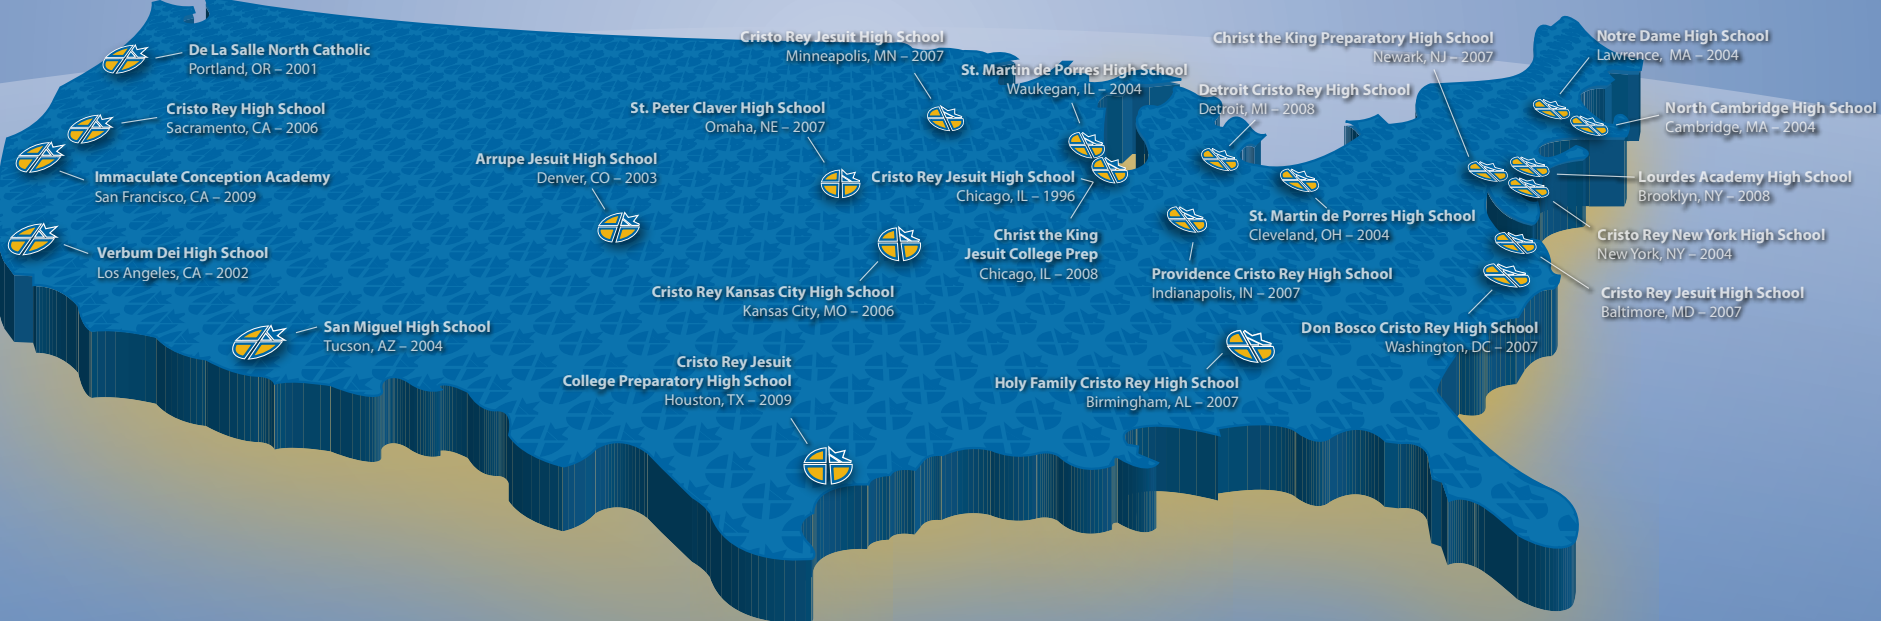 De La Salle North Catholic
Portland, OR – 2001
Cristo Rey High School
Sacramento, CA – 2006
Immaculate Conception Academy
San Francisco, CA – 2009
Verbum Dei High School
Los Angeles, CA – 2002
San Miguel High School
Tucson, AZ – 2004
Arrupe Jesuit High School
Denver, CO – 2003
St. Peter Claver High School
Omaha, NE – 2007
Cristo Rey Jesuit High School
Minneapolis, MN – 2007
St. Martin de Porres High School
Waukegan, IL – 2004
Cristo Rey Jesuit High School
Chicago, IL – 1996
Christ the King
Jesuit College Prep
Chicago, IL – 2008
Cristo Rey Kansas City High School
Kansas City, MO – 2006
Cristo Rey Jesuit
College Preparatory High School
Houston, TX – 2009
Christ the King Preparatory High School
Newark, NJ – 2007
Detroit Cristo Rey High School
Detroit, MI – 2008
St. Martin de Porres High School
Cleveland, OH – 2004
Providence Cristo Rey High School
Indianapolis, IN – 2007
Holy Family Cristo Rey High School
Birmingham, AL – 2007
Don Bosco Cristo Rey High School
Washington, DC – 2007
Notre Dame High School
Lawrence, MA – 2004
North Cambridge High School
Cambridge, MA – 2004
Lourdes Academy High School
Brooklyn, NY – 2008
Cristo Rey New York High School
New York, NY – 2004
Cristo Rey Jesuit High School
Baltimore, MD – 2007